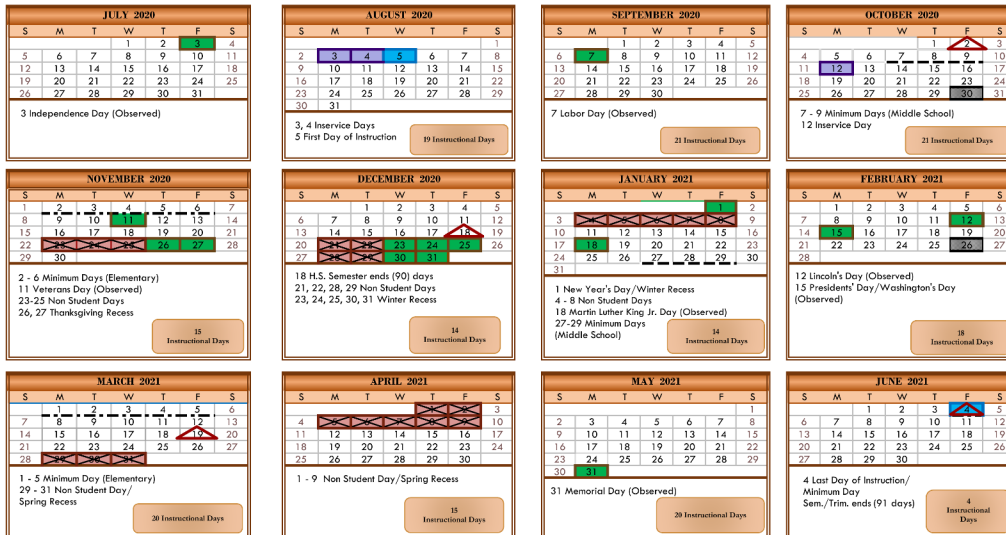 JULY 2020
S M T W T F S
1 2 3 4
5 6 7 8 9 10 11
12 13 14 15 16 17 18
19 20 21 22 23 24 25
26 27 28 29 30 31
3 Independence Day (Observed)
AUGUST 2020
S M T W T F S
1
2 3 4 5 6 7 8
9 10 11 12 13 14 15
16 17 18 19 20 21 22
23 24 25 26 27 28 29
30 31
3, 4 Inservice Days
5 First Day of Instruction
19 Instructional Days
SEPTEMBER 2020
S M T W T F S
1 2 3 4 5
6 7 8 9 10 11 12
13 14 15 16 17 18 19
20 21 22 23 24 25 26
27 28 29 30
7 Labor Day (Observed)
21 Instructional Days
OCTOBER 2020
S M T W T F S
1 2 3
4 5 6 7 8 9 10
11 12 13 14 15 16 17
18 19 20 21 22 23 24
25 26 27 28 29 30 31
7 - 9 Minimum Days (Middle School)
12 Inservice Day
21 Instructional Days
NOVEMBER 2020
S M T W T F S
1 2 3 4 5 6 7
8 9 10 11 12 13 14
15 16 17 18 19 20 21
22 23 24 25 26 27 28
29 30
2 - 6 Minimum Days (Elementary)
11 Veterans Day (Observed)
23-25 Non Student Days
26, 27 Thanksgiving Recess
15
Instructional Days
DECEMBER 2020
S M T W T F S
1 2 3 4 5
6 7 8 9 10 11 12
13 14 15 16 17 18 19
20 21 22 23 24 25 26
27 28 29 30 31
18 H.S. Semester ends (90) days
21, 22, 28, 29 Non Student Days
23, 24, 25, 30, 31 Winter Recess
14
Instructional Days
JANUARY 2021
S M T W T F S
1 2
3 4 5 6 7 8 9
10 11 12 13 14 15 16
17 18 19 20 21 22 23
24 25 26 27 28 29 30
31
1 New Year's Day/Winter Recess
4 - 8 Non Student Days
18 Martin Luther King Jr. Day (Observed)
27-29 Minimum Days
(Middle School)
14
Instructional Days
FEBRUARY 2021
S M T W T F S
1 2 3 4 5 6
7 8 9 10 11 12 13
14 15 16 17 18 19 20
21 22 23 24 25 26 27
12 Lincoln's Day (Observed)
15 Presidents' Day/Washington's Day
(Observed)
18
Instructional Days
MARCH 2021
S M T W T F S
1 2 3 4 5 6
7 8 9 10 11 12 13
14 15 16 17 18 19 20
21 22 23 24 25 26 27
28 29 30 31
1 - 5 Minimum Day (Elementary)
29 - 31 Non Student Day/
Spring Recess
20 Instructional Days
APRIL 2021
S M T W T F S
1 2 3
4 5 6 7 8 9 10
11 12 13 14 15 16 17
18 19 20 21 22 23 24
25 26 27 28 29 30
1 - 9 Non Student Day/Spring Recess
15
Instructional Days
MAY 2021
S M T W T F S
1
2 3 4 5 6 7 8
9 10 11 12 13 14 15
16 17 18 19 20 21 22
23 24 25 26 27 28 29
30 31
31 Memorial Day (Observed)
20 Instructional Days
JUNE 2021
S M T W T F S
1 2 3 4 5
6 7 8 9 10 11 12
13 14 15 16 17 18 19
20 21 22 23 24 25 26
27 28 29 30
4 Last Day of Instruction/
Minimum Day
Sem./Trim. ends (91 days)
4
Instructional
Days